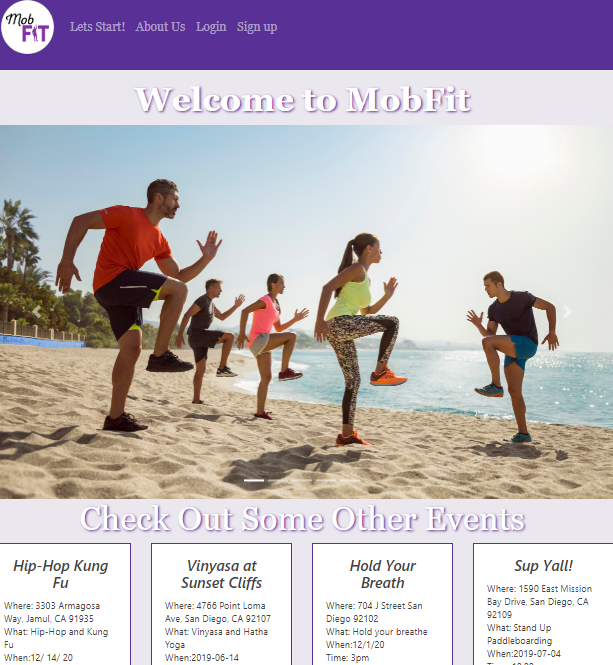 Mob
FIT
Lets Start! About Us Login Sign up
Welcome to MobFit
Check Out Some Other Events
Hip-Hop Kung
Fu
Where: 3303 Armagosa
Way, Jamul, CA 91935
What: Hip-Hop and Kung
Fu
When:12/ 14/ 20
Vinyasa at
Sunset Cliffs
Where: 4766 Point Loma
Ave, San Diego, CA 92107
What: Vinyasa and Hatha
Yoga
When:2019-06-14
Hold Your
Breath
Where: 704 J Street San
Diego 92102
What: Hold your breathe
When:12/1/20
Time: 3pm
Sup Yall!
Where: 1590 East Mission
Bay Drive, San Diego, CA
92109
What: Stand Up
Paddleboarding
When:2019-07-04